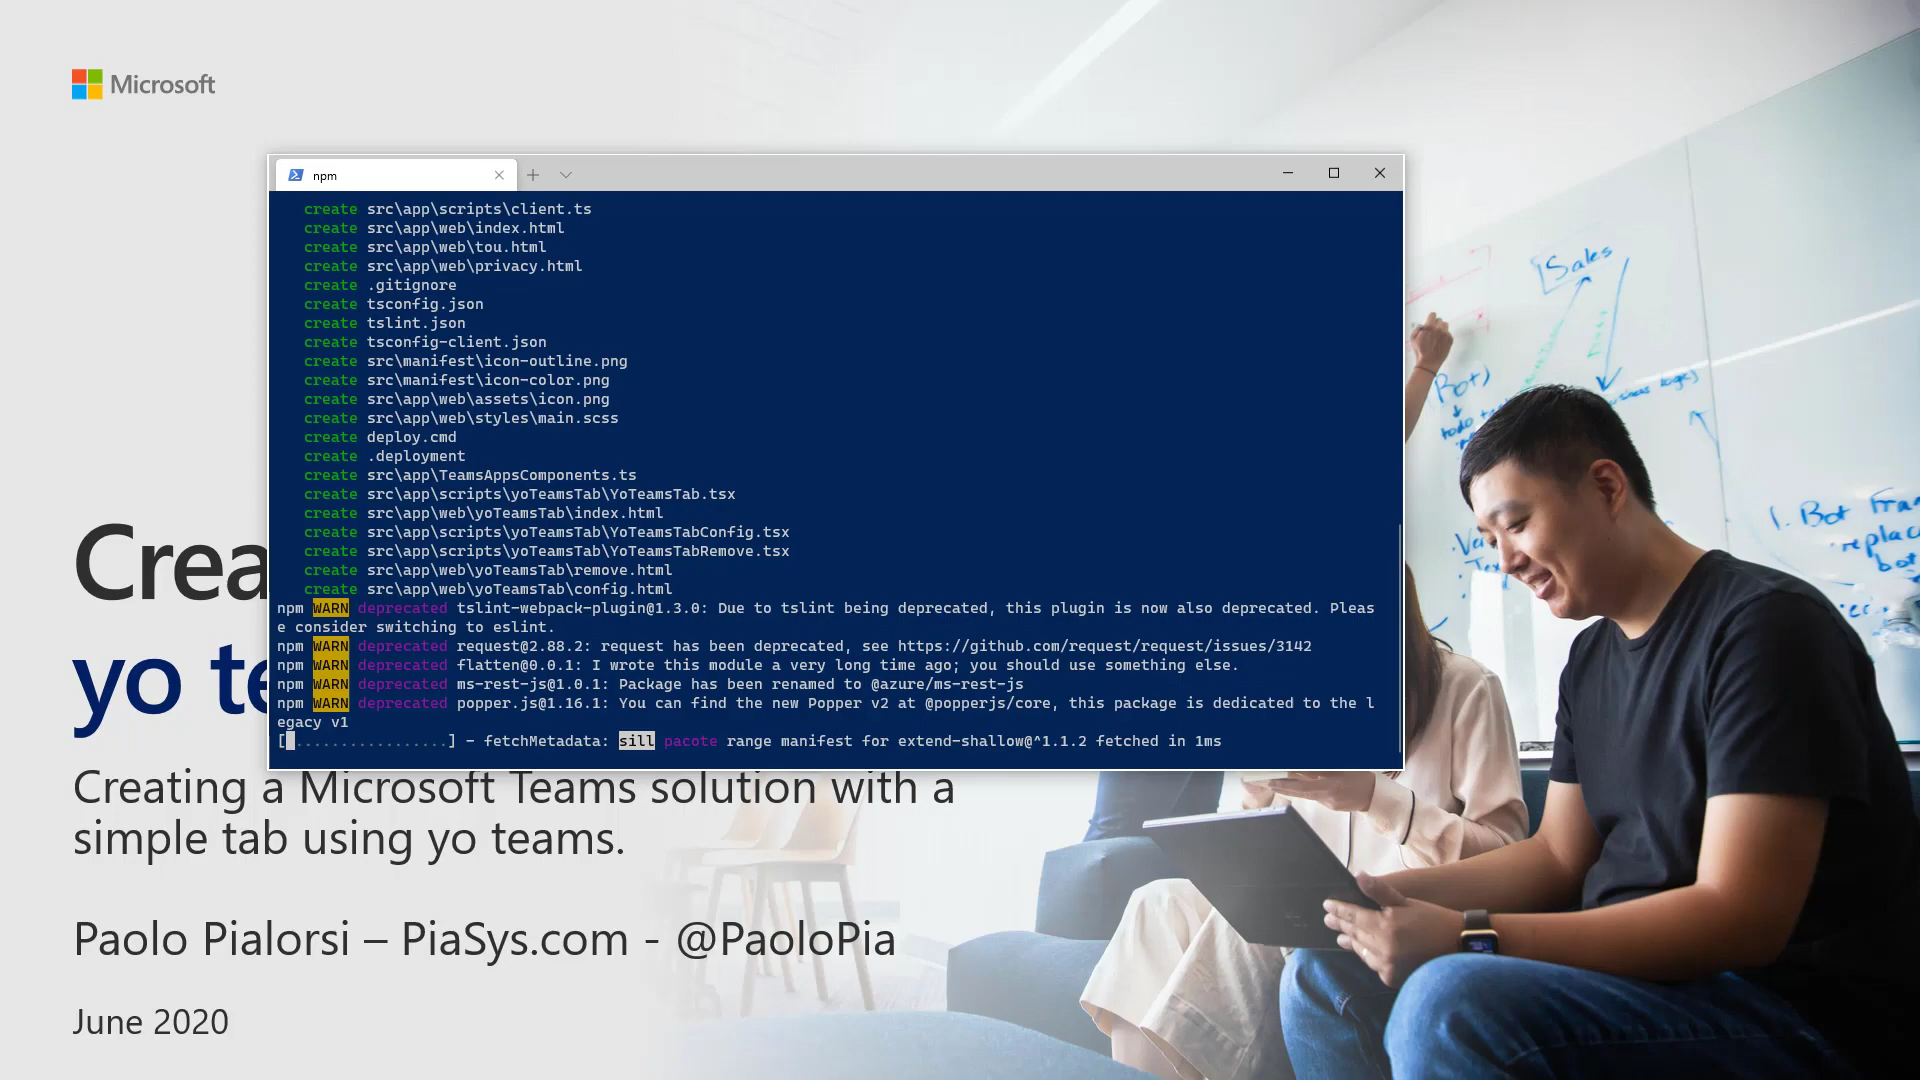 Microsoft
npm
create src\app\scripts\client.ts
create src\app\web\index.html
create src\app\web\tou.html
create src\app\web\privacy.html
create .gitignore
create tsconfig.json
create tslint.json
create tsconfig-client.json
create src\manifest\icon-outline.png
create src\manifest\icon-color.png
create src\app\web\assets\icon.png
create src\app\web\styles\main.scss
create deploy.cmd
create .deployment
create src\app\TeamsAppsComponents.ts
create src\app\scripts\yoTeamsTab\YoTeamsTab.tsx
create src\app\web\yoTeamsTab\index.html
create src\app\scripts\yoTeamsTab\YoTeamsTabConfig.tsx
create src\app\scripts\yoTeamsTab\YoTeamsTabRemove.tsx
create src\app\web\yoTeamsTab\remove.html
create src\app\web\yoTeamsTab\config.html
npm WARN deprecated tslint-webpack-plugin@1.3.0: Due to tslint being deprecated, this plugin is now also deprecated. Pleas
e consider switching to eslint.
npm WARN deprecated request@2.88.2: request has been deprecated, see https://github.com/request/request/issues/3142
npm WARN deprecated flatten@0.0.1: I wrote this module a very long time ago; you should use something else.
npm WARN deprecated ms-rest-js@1.0.1: Package has been renamed to @azure/ms-rest-js
npm WARN deprecated popper.js@1.16.1: You can find the new Popper v2 at @popperjs/core, this package is dedicated to the l
egacy v1
[ .................] - fetchMetadata: sill pacote range manifest for extend-shallow@^1.1.2 fetched in 1ms
Crea
yo te
Creating a Microsoft Teams solution with a
simple tab using yo teams.
Paolo Pialorsi – PiaSys.com - @PaoloPia
June 2020
Sales
Bot)
todo
1. Bot Fra
replac
bot